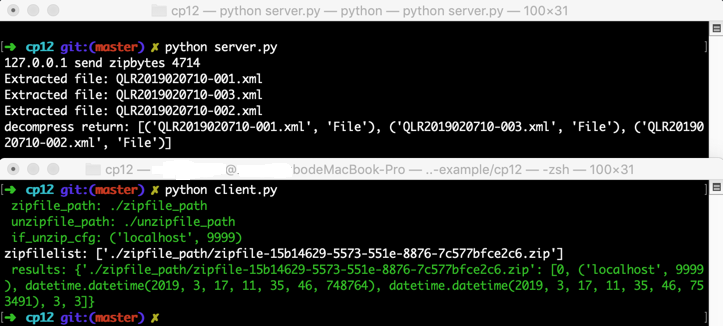 cp12 — python server.py — python — python server.py — 100×31
[➜ cp12 git:(master) ✗ python server.py ]
127.0.0.1 send zipbytes 4714
Extracted file: QLR2019020710-001.xml
Extracted file: QLR2019020710-003.xml
Extracted file: QLR2019020710-002.xml
decompress return: [('QLR2019020710-001.xml', 'File'), ('QLR2019020710-003.xml', 'File'), ('QLR20190
20710-002.xml', 'File')]
cp12 — @. bodeMacBook-Pro — ..-example/cp12 — -zsh — 100×31
[➜ cp12 git:(master) ✗ python client.py ]
zipfile_path: ./zipfile_path
unzipfile_path: ./unzipfile_path
if_unzip_cfg: ('localhost', 9999)
zipfilelist: ['./zipfile_path/zipfile-15b14629-5573-551e-8876-7c577bfce2c6.zip']
results: {'./zipfile_path/zipfile-15b14629-5573-551e-8876-7c577bfce2c6.zip': [0, ('localhost', 9999
), datetime.datetime(2019, 3, 17, 11, 35, 46, 748764), datetime.datetime(2019, 3, 17, 11, 35, 46, 75
3491), 3, 3]}
[➜ cp12 git:(master) ✗ ]